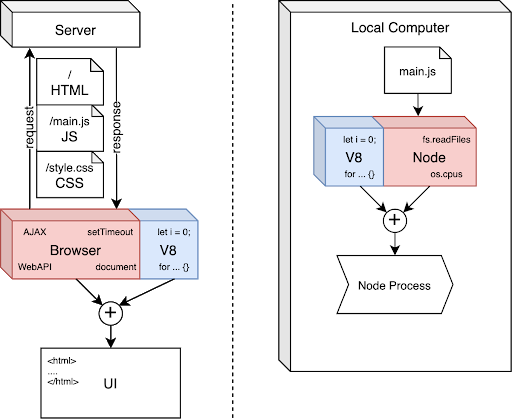 Server
request
response
/
HTML
/main.js
JS
/style.css
CSS
AJAX setTimeout
Browser
WebAPI document
let i = 0;
V8
for ... {}
+
<html>
....
</html>
UI
Local Computer
main.js
let i = 0;
V8
for ... {}
fs.readFiles
Node
os.cpus
+
Node Process